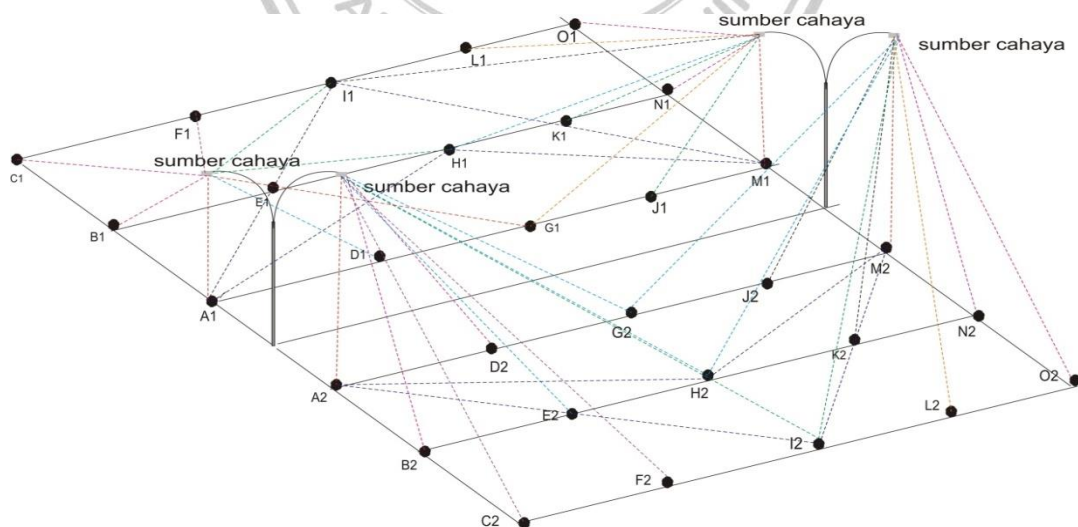 O1
sumber cahaya
sumber cahaya
L1
I1
N1
F1
K1
H1
M1
sumber cahaya
C1
sumber cahaya
E1
J1
G1
B1
D1
M2
A1
J2
G2
N2
K2
D2
O2
A2
H2
L2
E2
I2
B2
F2
C2